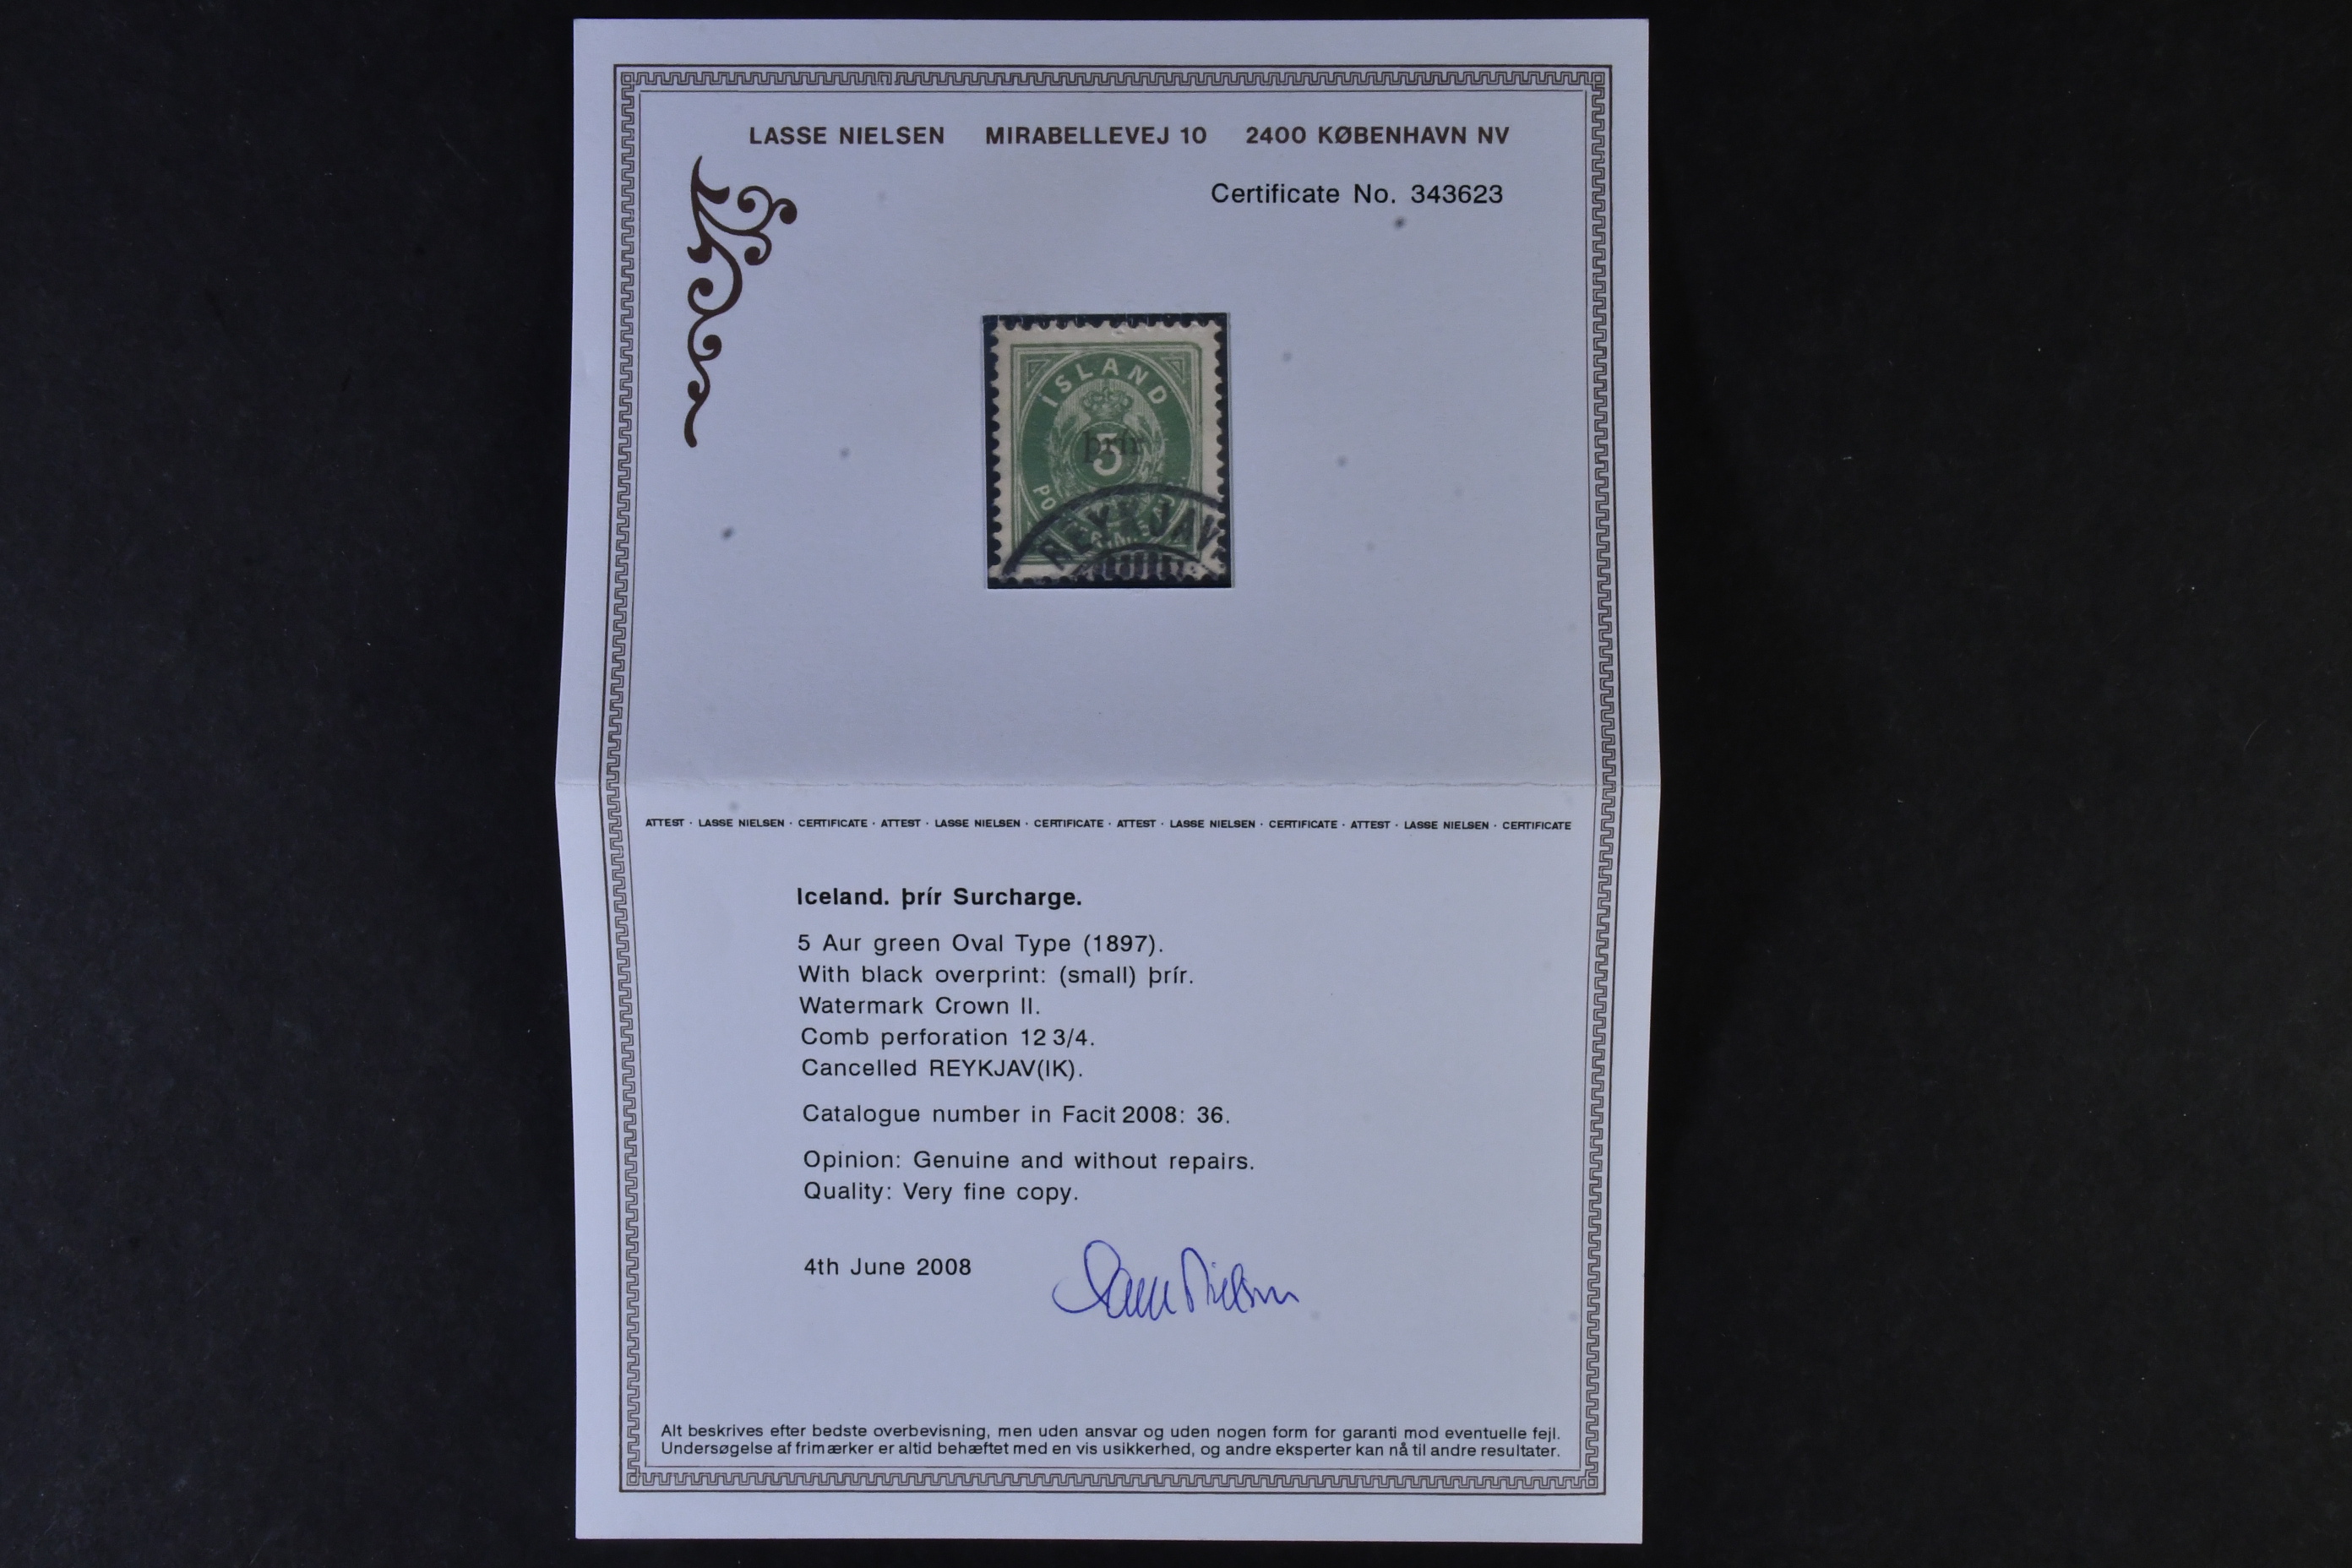 LASSE NIELSEN MIRABELLEVEJ 10 2400 KØBENHAVN NV
Certificate No. 343623
ISLAND
þrír
5
REYKJAV
ATTEST · LASSE NIELSEN · CERTIFICATE · ATTEST · LASSE NIELSEN · CERTIFICATE · ATTEST · LASSE NIELSEN · CERTIFICATE · ATTEST · LASSE NIELSEN · CERTIFICATE
Iceland. þrír Surcharge.
5 Aur green Oval Type (1897).
With black overprint: (small) þrír.
Watermark Crown II.
Comb perforation 12 3/4.
Cancelled REYKJAV(IK).
Catalogue number in Facit 2008: 36.
Opinion: Genuine and without repairs.
Quality: Very fine copy.
4th June 2008
Lasse Nielsen
Alt beskrives efter bedste overbevisning, men uden ansvar og uden nogen form for garanti mod eventuelle fejl.
Undersøgelse af frimærker er altid behæftet med en vis usikkerhed, og andre eksperter kan nå til andre resultater.